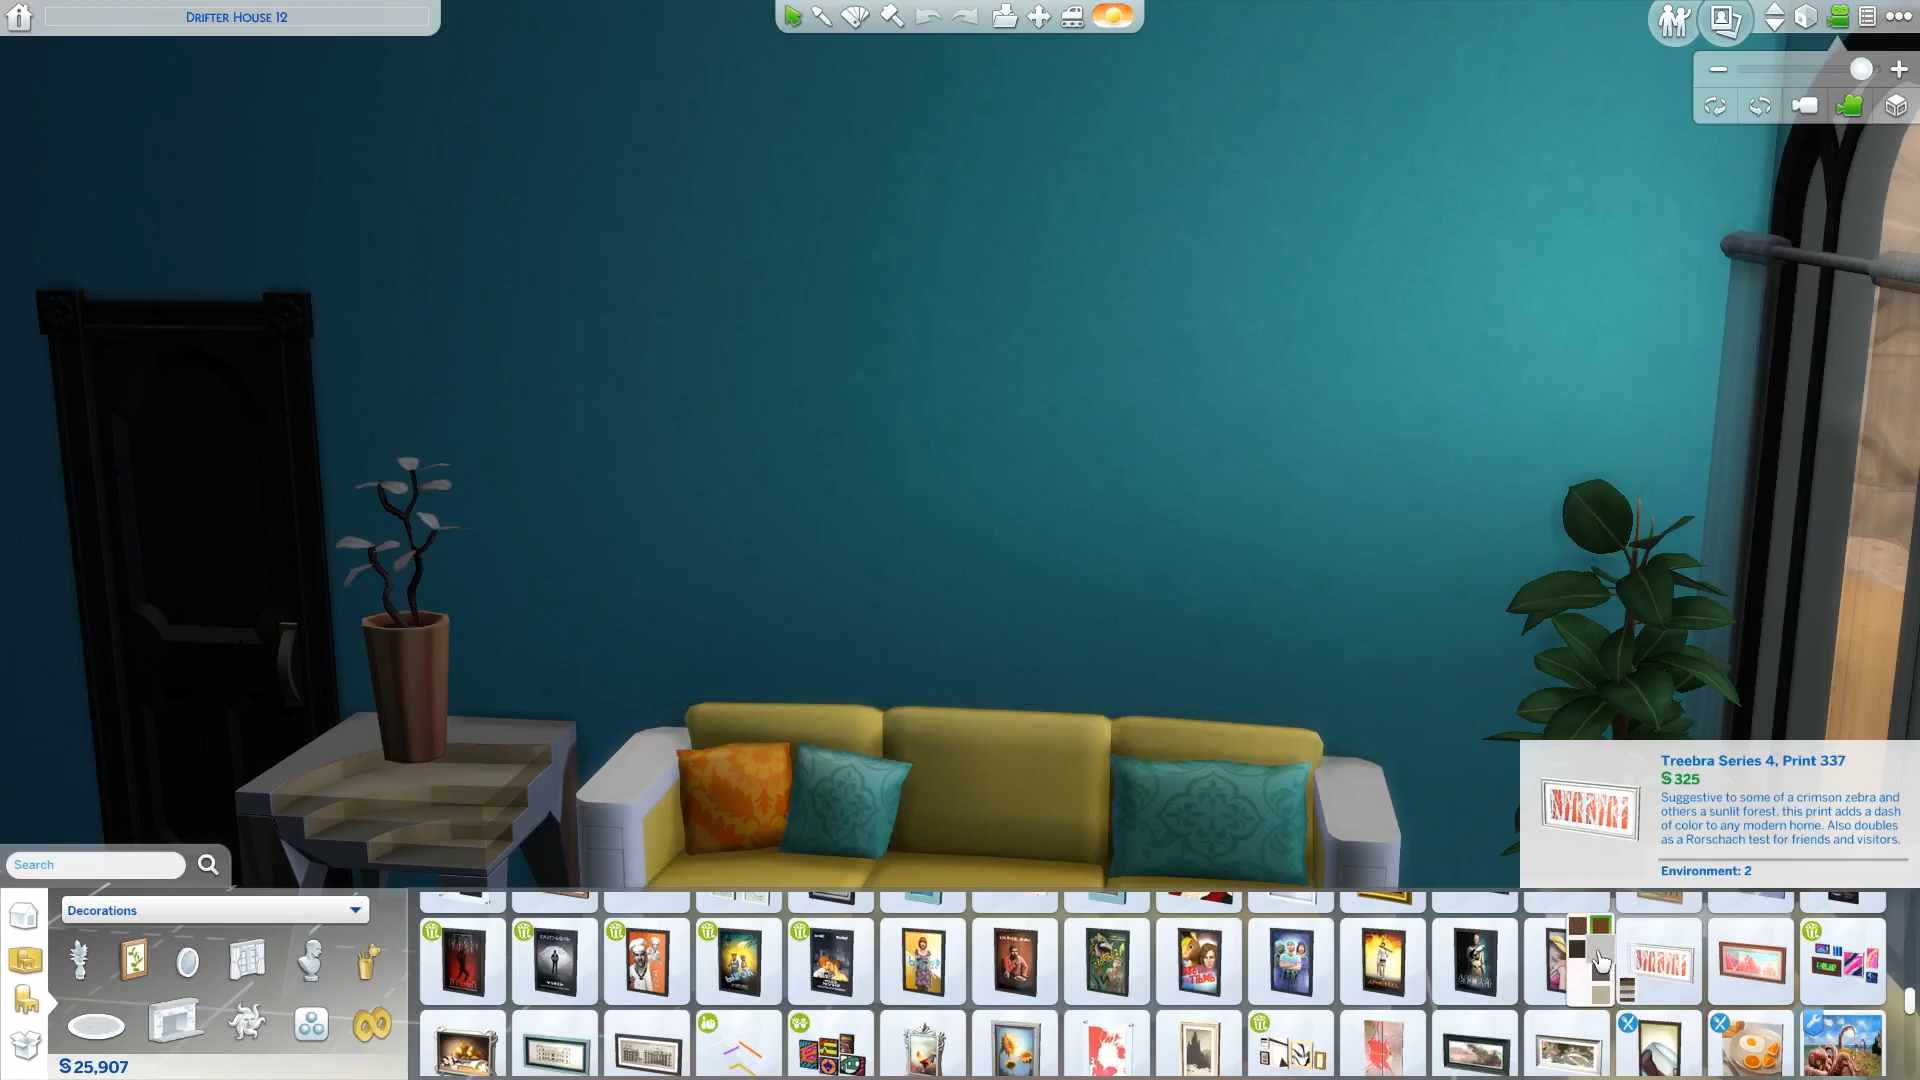 Drifter House 12
Treebra Series 4, Print 337
§325
Suggestive to some of a crimson zebra and
others a sunlit forest, this print adds a dash
of color to any modern home. Also doubles
as a Rorschach test for friends and visitors.
Environment: 2
Search
Decorations
§25,907